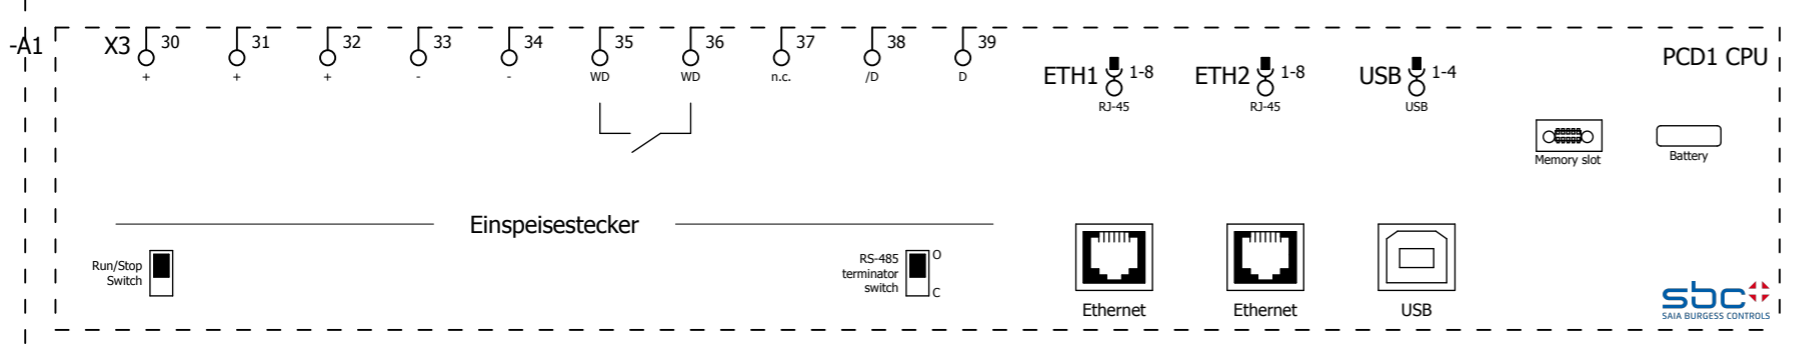 -A1 X3 30 31 32 33 34 35 36 37 38 39
+ + + - - WD WD n.c. /D D
ETH1 1-8 ETH2 1-8 USB 1-4 PCD1 CPU
RJ-45 RJ-45 USB
Memory slot Battery
Einspeisestecker
Run/Stop
Switch
RS-485
terminator
switch
O
C
Ethernet Ethernet USB
sbc
SAIA BURGESS CONTROLS